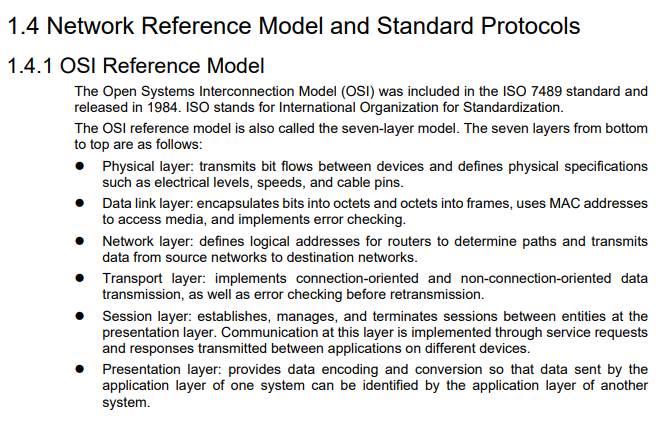 1.4 Network Reference Model and Standard Protocols
1.4.1 OSI Reference Model
The Open Systems Interconnection Model (OSI) was included in the ISO 7489 standard and
released in 1984. ISO stands for International Organization for Standardization.
The OSI reference model is also called the seven-layer model. The seven layers from bottom
to top are as follows:
● Physical layer: transmits bit flows between devices and defines physical specifications
such as electrical levels, speeds, and cable pins.
● Data link layer: encapsulates bits into octets and octets into frames, uses MAC addresses
to access media, and implements error checking.
● Network layer: defines logical addresses for routers to determine paths and transmits
data from source networks to destination networks.
● Transport layer: implements connection-oriented and non-connection-oriented data
transmission, as well as error checking before retransmission.
● Session layer: establishes, manages, and terminates sessions between entities at the
presentation layer. Communication at this layer is implemented through service requests
and responses transmitted between applications on different devices.
● Presentation layer: provides data encoding and conversion so that data sent by the
application layer of one system can be identified by the application layer of another
system.